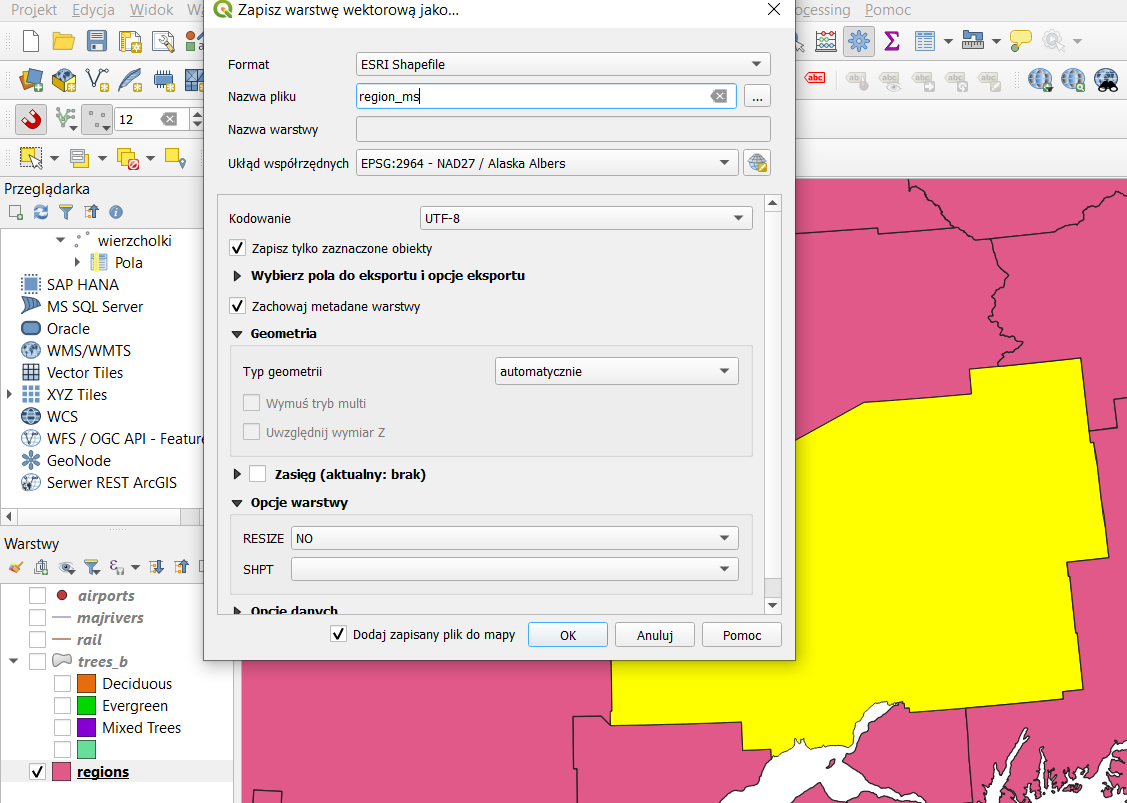 Projekt Edycja Widok
Zapisz warstwę wektorową jako...
ocessing Pomoc
abc
12
Format
ESRI Shapefile
Nazwa pliku
region_ms
...
Nazwa warstwy
Układ współrzędnych
EPSG:2964 - NAD27 / Alaska Albers
Kodowanie
UTF-8
Zapisz tylko zaznaczone obiekty
Wybierz pola do eksportu i opcje eksportu
Zachowaj metadane warstwy
Geometria
Typ geometrii
automatycznie
Wymuś tryb multi
Uwzględnij wymiar Z
Zasięg (aktualny: brak)
Opcje warstwy
RESIZE
NO
SHPT
Opcje danych
Dodaj zapisany plik do mapy
OK
Anuluj
Pomoc
Przeglądarka
wierzcholki
Pola
SAP HANA
MS SQL Server
Oracle
WMS/WMTS
Vector Tiles
XYZ Tiles
WCS
WFS / OGC API - Feature
GeoNode
Serwer REST ArcGIS
Warstwy
airports
majrivers
rail
trees_b
Deciduous
Evergreen
Mixed Trees
regions